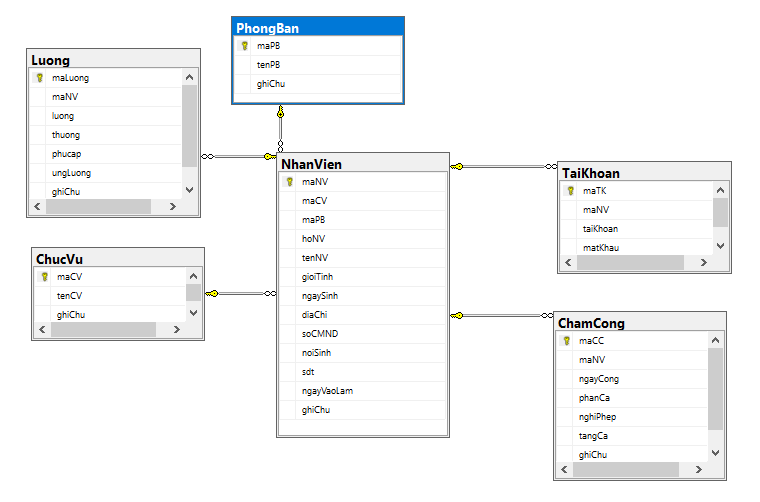 PhongBan
maPB
tenPB
ghiChu
Luong
maLuong
maNV
luong
thuong
phucap
ungLuong
ghiChu
NhanVien
maNV
maCV
maPB
hoNV
tenNV
gioiTinh
ngaySinh
diaChi
soCMND
noiSinh
sdt
ngayVaoLam
ghiChu
TaiKhoan
maTK
maNV
taiKhoan
matKhau
ChucVu
maCV
tenCV
ghiChu
ChamCong
maCC
maNV
ngayCong
phanCa
nghiPhep
tangCa
ghiChu